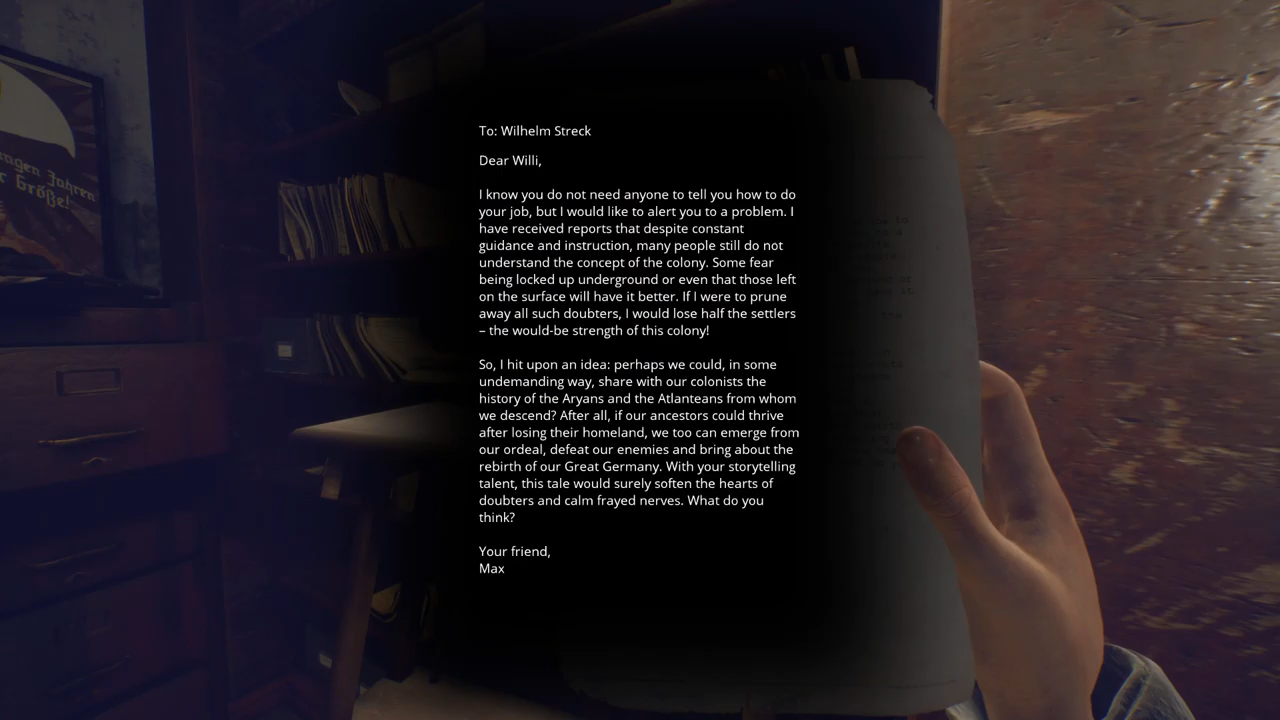 ngen Jahren
r Größe!
To: Wilhelm Streck
Dear Willi,
I know you do not need anyone to tell you how to do
your job, but I would like to alert you to a problem. I
have received reports that despite constant
guidance and instruction, many people still do not
understand the concept of the colony. Some fear
being locked up underground or even that those left
on the surface will have it better. If I were to prune
away all such doubters, I would lose half the settlers
– the would-be strength of this colony!
So, I hit upon an idea: perhaps we could, in some
undemanding way, share with our colonists the
history of the Aryans and the Atlanteans from whom
we descend? After all, if our ancestors could thrive
after losing their homeland, we too can emerge from
our ordeal, defeat our enemies and bring about the
rebirth of our Great Germany. With your storytelling
talent, this tale would surely soften the hearts of
doubters and calm frayed nerves. What do you
think?
Your friend,
Max